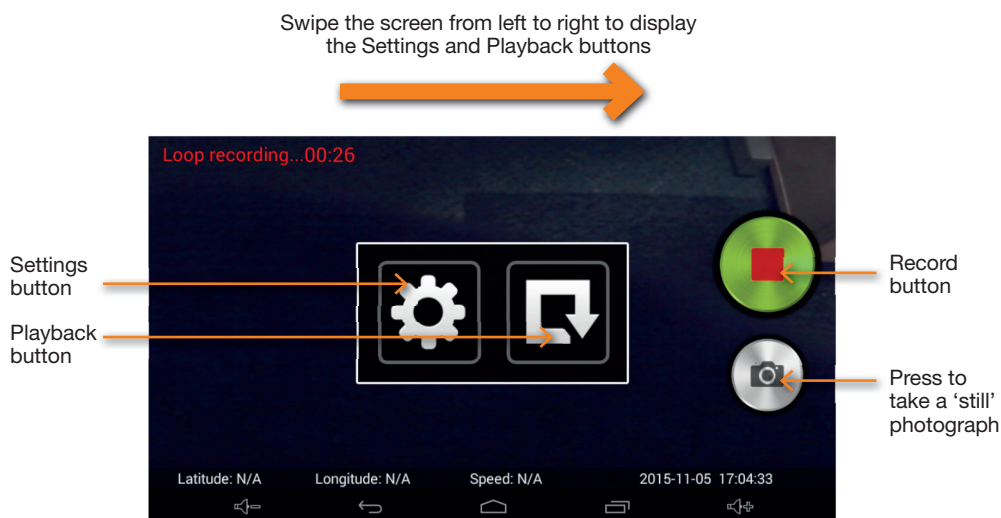 Swipe the screen from left to right to display
the Settings and Playback buttons
Loop recording...00:26
Settings
button
Playback
button
Record
button
Press to
take a ‘still’
photograph
Latitude: N/A Longitude: N/A Speed: N/A 2015-11-05 17:04:33